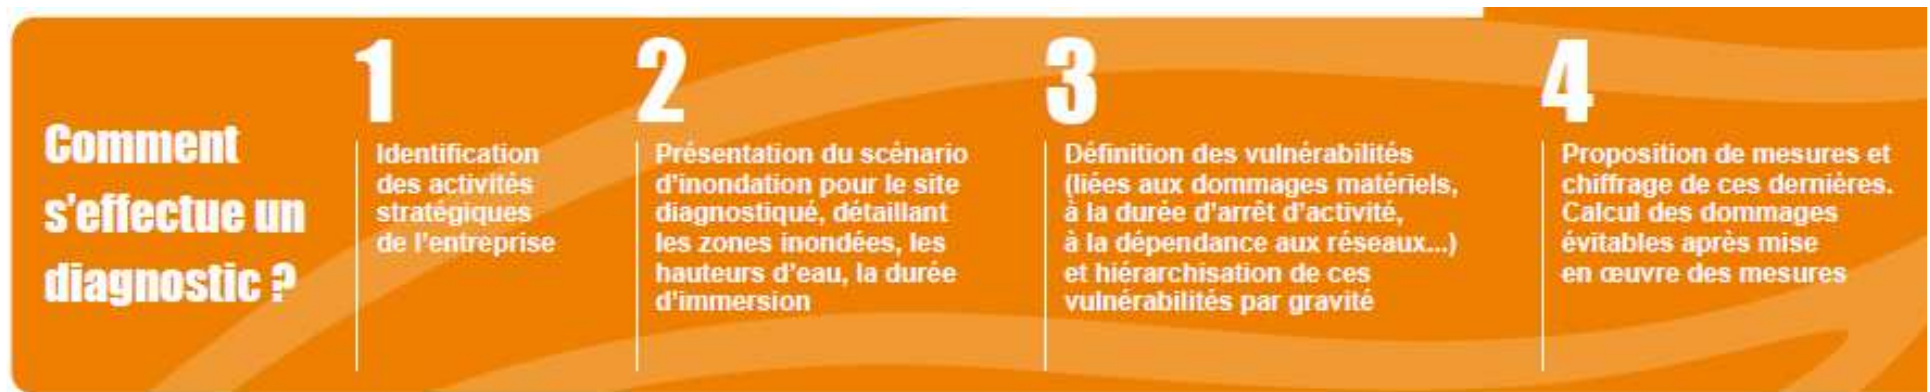 Comment
s'effectue un
diagnostic ?
1
Identification
des activités
stratégiques
de l'entreprise
2
Présentation du scénario
d'inondation pour le site
diagnostiqué, détaillant
les zones inondées, les
hauteurs d'eau, la durée
d'immersion
3
Définition des vulnérabilités
(liées aux dommages matériels,
à la durée d'arrêt d'activité,
à la dépendance aux réseaux...)
et hiérarchisation de ces
vulnérabilités par gravité
4
Proposition de mesures et
chiffrage de ces dernières.
Calcul des dommages
évitables après mise
en œuvre des mesures